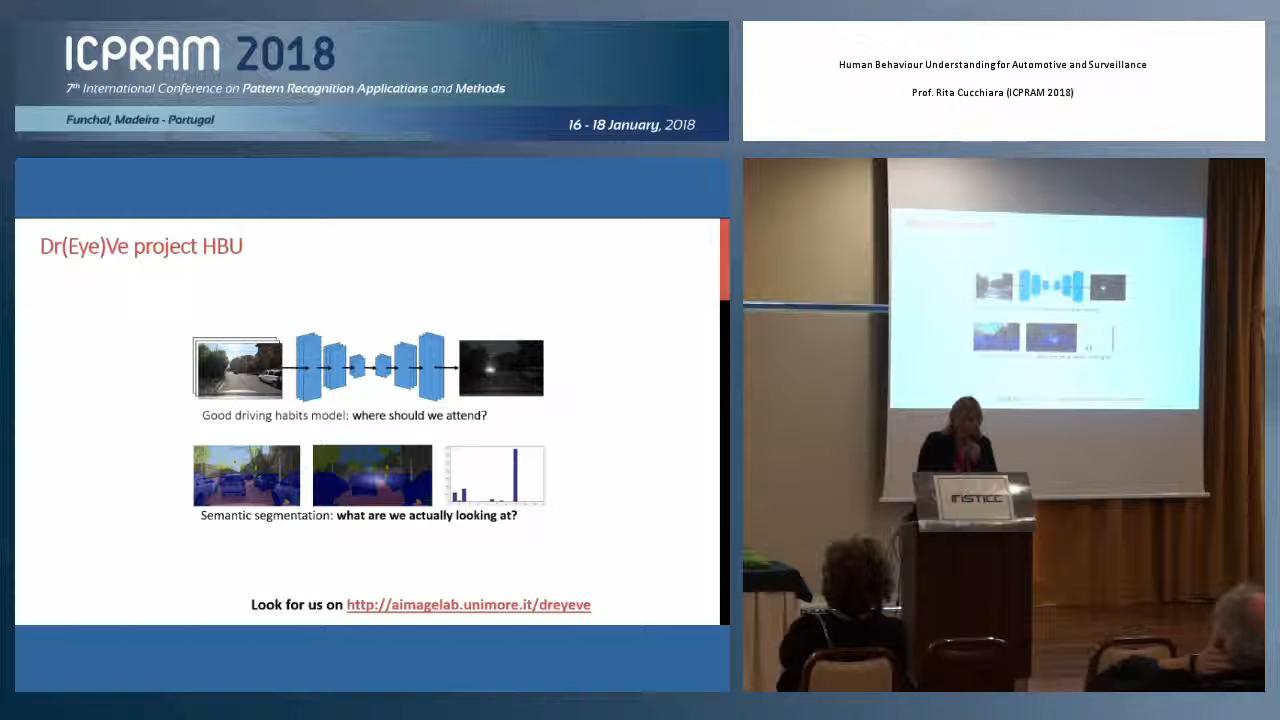 ICPRAM 2018
7th International Conference on Pattern Recognition Applications and Methods
Funchal, Madeira - Portugal
16 - 18 January, 2018
Human Behaviour Understanding for Automotive and Surveillance
Prof. Rita Cucchiara (ICPRAM 2018)
Dr(Eye)Ve project HBU
Good driving habits model: where should we attend?
Semantic segmentation: what are we actually looking at?
Look for us on http://aimagelab.unimore.it/dreyeve
INSTICC